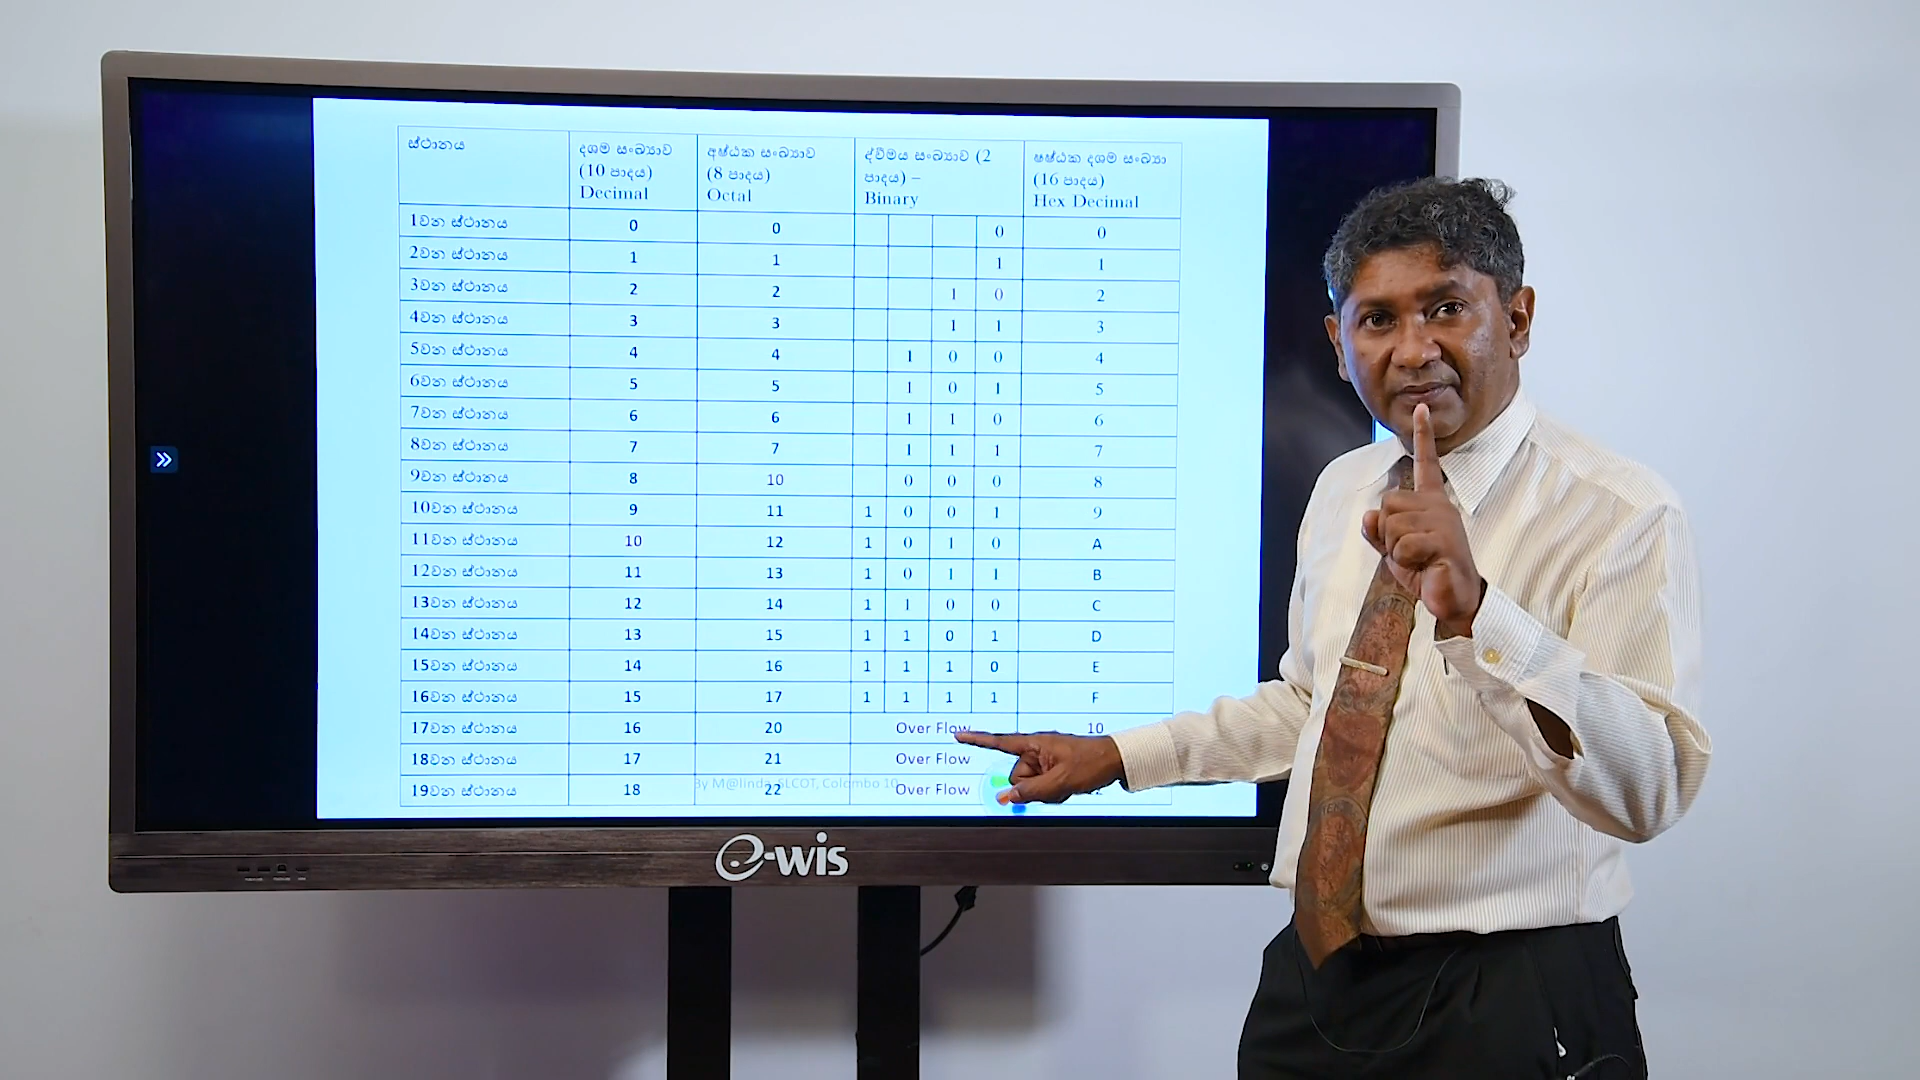 ස්ථානය දශම සංඛ්‍යාව අෂ්ඨක සංඛ්‍යාව ද්වීමය සංඛ්‍යාව (2 ෂෂ්ඨක දශම සංඛ්‍යා
(10 පාදය) (8 පාදය) පාදය) – (16 පාදය)
Decimal Octal Binary Hex Decimal
1වන ස්ථානය 0 0 0 0
2වන ස්ථානය 1 1 1 1
3වන ස්ථානය 2 2 1 0 2
4වන ස්ථානය 3 3 1 1 3
5වන ස්ථානය 4 4 1 0 0 4
6වන ස්ථානය 5 5 1 0 1 5
7වන ස්ථානය 6 6 1 1 0 6
8වන ස්ථානය 7 7 1 1 1 7
9වන ස්ථානය 8 10 0 0 0 8
10වන ස්ථානය 9 11 1 0 0 1 9
11වන ස්ථානය 10 12 1 0 1 0 A
12වන ස්ථානය 11 13 1 0 1 1 B
13වන ස්ථානය 12 14 1 1 0 0 C
14වන ස්ථානය 13 15 1 1 0 1 D
15වන ස්ථානය 14 16 1 1 1 0 E
16වන ස්ථානය 15 17 1 1 1 1 F
17වන ස්ථානය 16 20 Over Flow 10
18වන ස්ථානය 17 21 Over Flow
19වන ස්ථානය 18 22 Over Flow
By M@linda, SLCOT, Colombo 10
e-wis